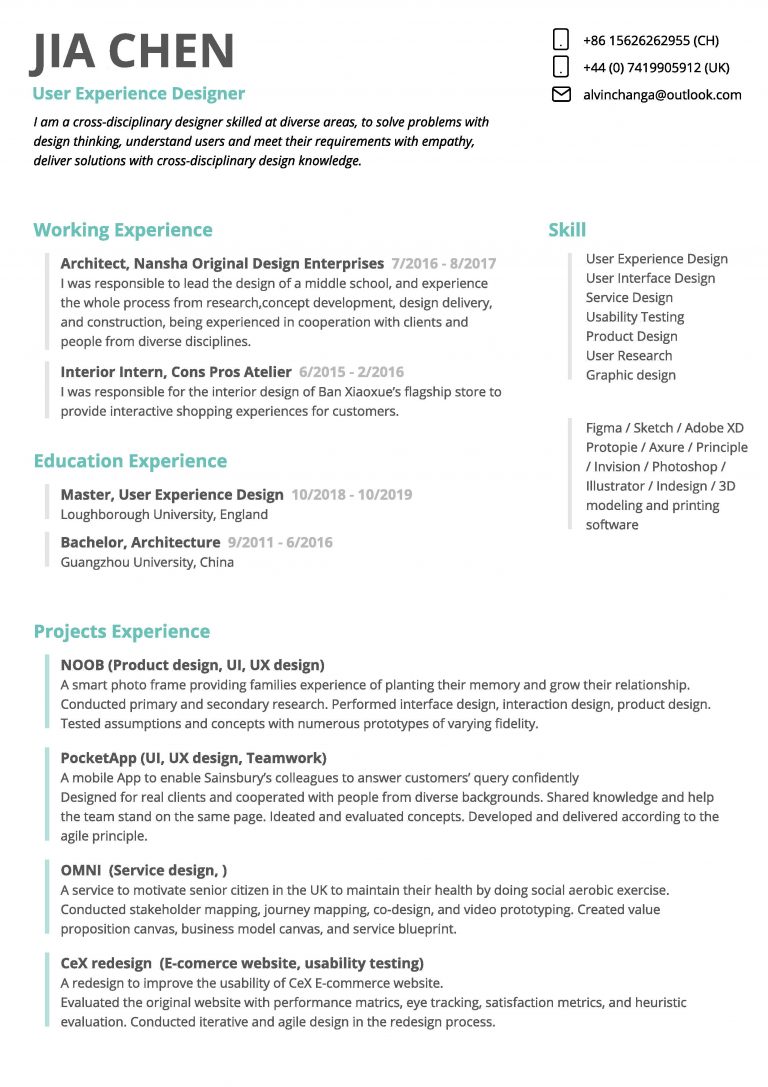 JIA CHEN
User Experience Designer
I am a cross-disciplinary designer skilled at diverse areas, to solve problems with
design thinking, understand users and meet their requirements with empathy,
deliver solutions with cross-disciplinary design knowledge.
+86 15626262955 (CH)
+44 (0) 7419905912 (UK)
alvinchanga@outlook.com
Working Experience
Architect, Nansha Original Design Enterprises 7/2016 - 8/2017
I was responsible to lead the design of a middle school, and experience
the whole process from research,concept development, design delivery,
and construction, being experienced in cooperation with clients and
people from diverse disciplines.
Interior Intern, Cons Pros Atelier 6/2015 - 2/2016
I was responsible for the interior design of Ban Xiaoxue's flagship store to
provide interactive shopping experiences for customers.
Education Experience
Master, User Experience Design 10/2018 - 10/2019
Loughborough University, England
Bachelor, Architecture 9/2011 - 6/2016
Guangzhou University, China
Skill
User Experience Design
User Interface Design
Service Design
Usability Testing
Product Design
User Research
Graphic design
Figma / Sketch / Adobe XD
Protopie / Axure / Principle
/ Invision / Photoshop /
Illustrator / Indesign / 3D
modeling and printing
software
Projects Experience
NOOB (Product design, UI, UX design)
A smart photo frame providing families experience of planting their memory and grow their relationship.
Conducted primary and secondary research. Performed interface design, interaction design, product design.
Tested assumptions and concepts with numerous prototypes of varying fidelity.
PocketApp (UI, UX design, Teamwork)
A mobile App to enable Sainsbury's colleagues to answer customers' query confidently
Designed for real clients and cooperated with people from diverse backgrounds. Shared knowledge and help
the team stand on the same page. Ideated and evaluated concepts. Developed and delivered according to the
agile principle.
OMNI (Service design, )
A service to motivate senior citizen in the UK to maintain their health by doing social aerobic exercise.
Conducted stakeholder mapping, journey mapping, co-design, and video prototyping. Created value
proposition canvas, business model canvas, and service blueprint.
CeX redesign (E-comerce website, usability testing)
A redesign to improve the usability of CeX E-commerce website.
Evaluated the original website with performance matrics, eye tracking, satisfaction metrics, and heuristic
evaluation. Conducted iterative and agile design in the redesign process.